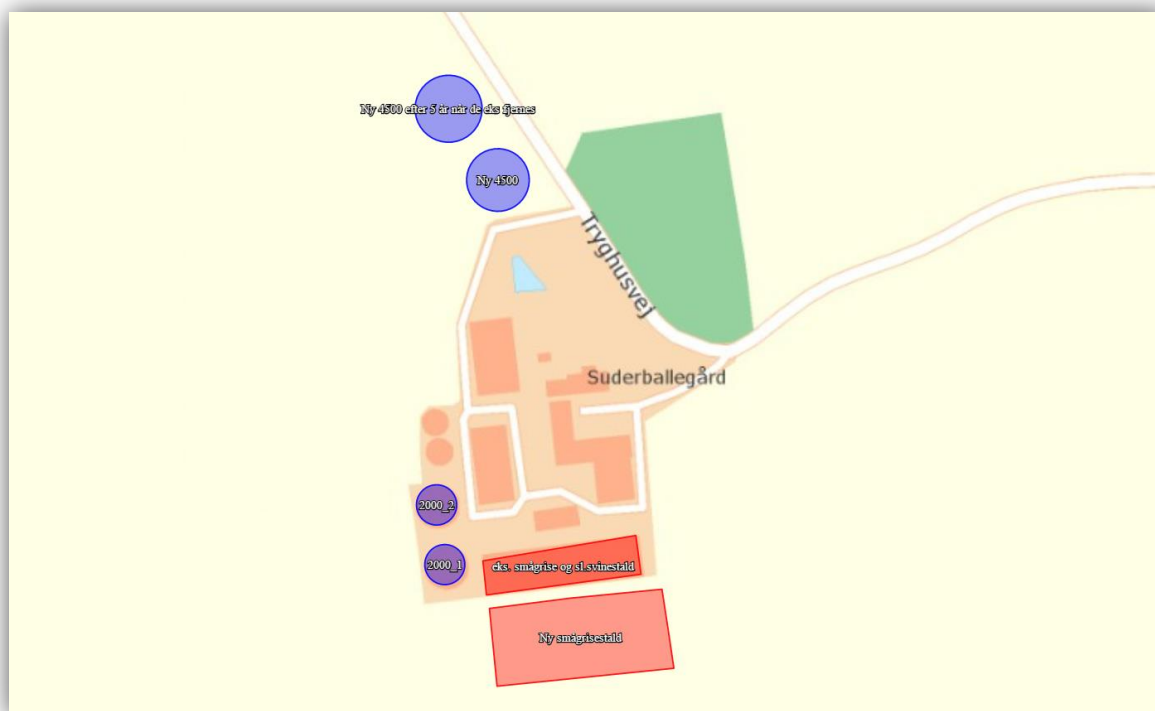 Ny 4500 efter 5 år når de eks fjernes
Ny 4500
Tryghusvej
Suderballegård
2000_2
2000_1
eks. smågrise og sl.svinestald
Ny smågrisestald